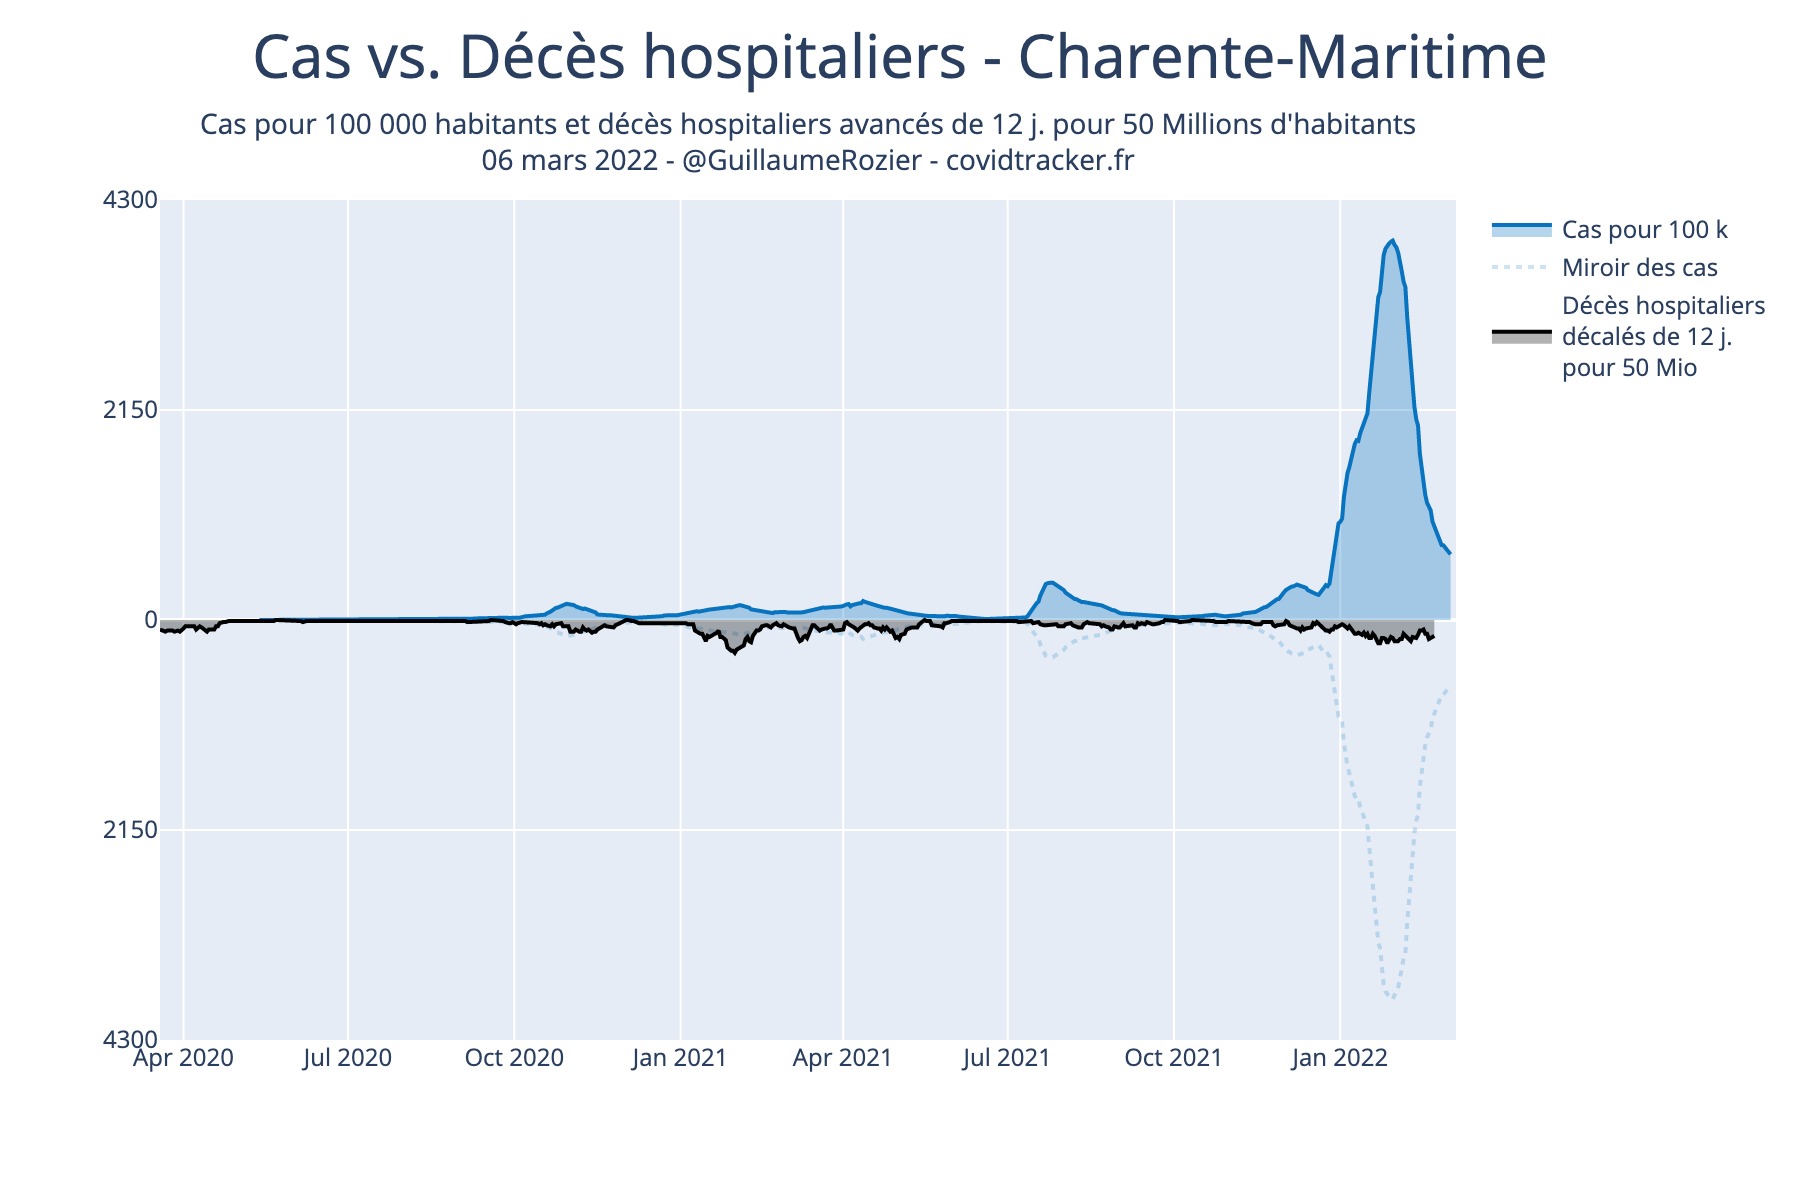 Cas vs. Décès hospitaliers - Charente-Maritime
Cas pour 100 000 habitants et décès hospitaliers avancés de 12 j. pour 50 Millions d'habitants
06 mars 2022 - @GuillaumeRozier - covidtracker.fr
4300
2150
0
2150
4300
Apr 2020
Jul 2020
Oct 2020
Jan 2021
Apr 2021
Jul 2021
Oct 2021
Jan 2022
Cas pour 100 k
Miroir des cas
Décès hospitaliers
décalés de 12 j.
pour 50 Mio